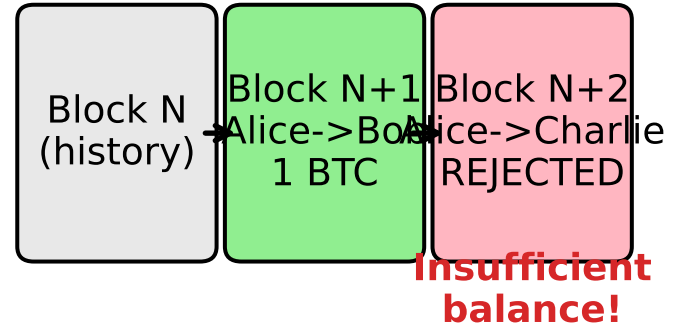 Block N
(history)
Block N+1
Alice->Bob
1 BTC
Block N+2
Alice->Charlie
REJECTED
Insufficient
balance!